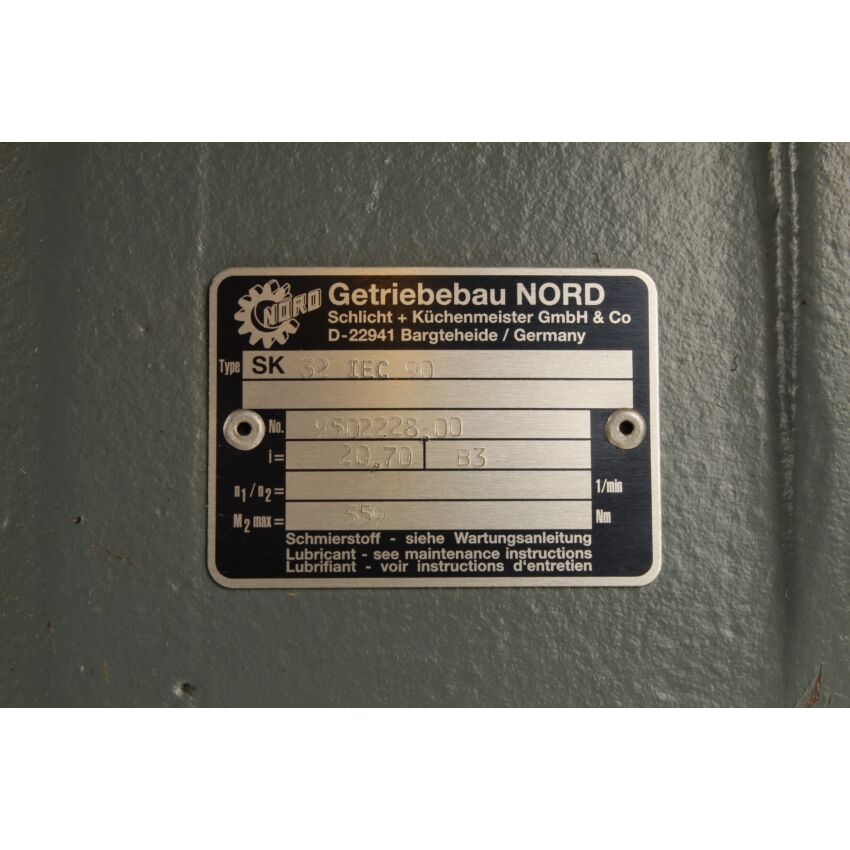 NORD
Getriebebau NORD
Schlicht + Küchenmeister GmbH & Co
D-22941 Bargteheide / Germany
Type SK 32 IEC 90
No. 9502228,00
i= 20,70 B3
n1/n2= 1/min
M2 max= 559 Nm
Schmierstoff - siehe Wartungsanleitung
Lubricant - see maintenance instructions
Lubrifiant - voir instructions d'entretien